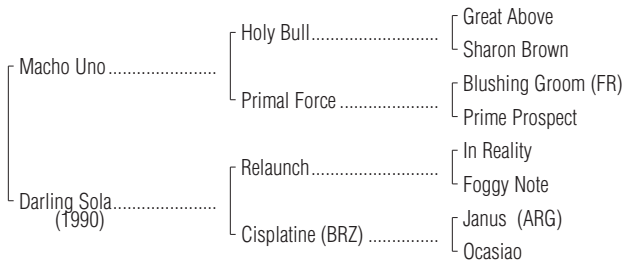 Great Above
Holy Bull..............................
Sharon Brown
Macho Uno .........................
Blushing Groom (FR)
Primal Force .......................
Prime Prospect
In Reality
Relaunch..............................
Foggy Note
Darling Sola.........................
(1990)
Janus (ARG)
Cisplatine (BRZ) ................
Ocasiao